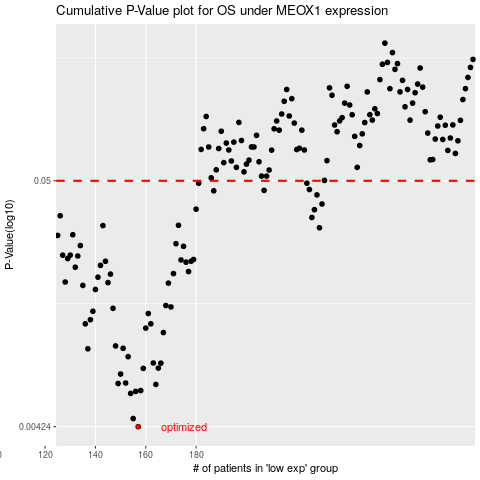 Cumulative P-Value plot for OS under MEOX1 expression
P-Value(log10)
0.05
0.00424
optimized
0
120
140
160
180
# of patients in 'low exp' group